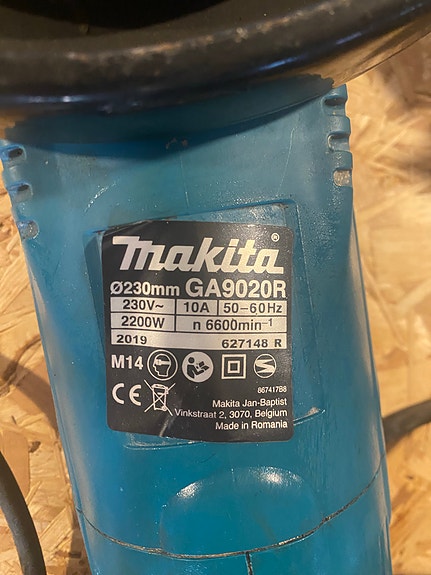 makita®
Ø230mm GA9020R
230V~ 10A 50-60Hz
2200W n 6600min⁻¹
2019 627148 R
M14
CE
867417B8
Makita Jan-Baptist
Vinkstraat 2, 3070, Belgium
Made in Romania